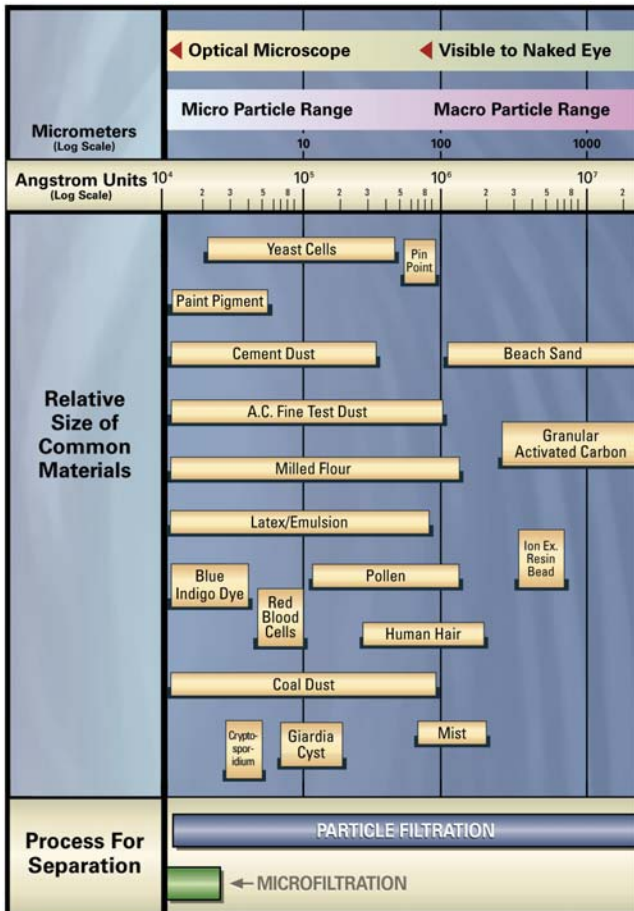 Optical Microscope Visible to Naked Eye
Micro Particle Range Macro Particle Range
Micrometers
(Log Scale)
10 100 1000
Angstrom Units
(Log Scale)
10⁴ 2 3 5 8 10⁵ 2 3 5 8 10⁶ 2 3 5 8 10⁷ 2
Relative
Size of
Common
Materials
Yeast Cells
Pin
Point
Paint Pigment
Cement Dust
Beach Sand
A.C. Fine Test Dust
Granular
Activated Carbon
Milled Flour
Latex/Emulsion
Ion Ex.
Resin
Bead
Blue
Indigo Dye
Pollen
Red
Blood
Cells
Human Hair
Coal Dust
Crypto-
spor-
idium
Giardia
Cyst
Mist
Process For
Separation
PARTICLE FILTRATION
MICROFILTRATION